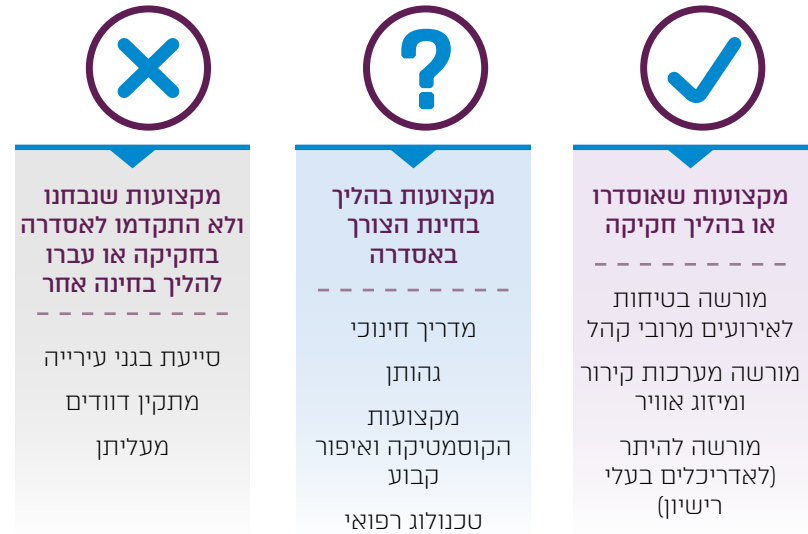 מקצועות שאוסדרו
או בהליך חקיקה
מורשה בטיחות
לאירועים מרובי קהל
מורשה מערכות קירור
ומיזוג אוויר
מורשה להיתר
(לאדריכלים בעלי
רישיון)
?
מקצועות בהליך
בחינת הצורך
באסדרה
מדריך חינוכי
גהותן
מקצועות
הקוסמטיקה ואיפור
קבוע
טכנולוג רפואי
מקצועות שנבחנו
ולא התקדמו לאסדרה
בחקיקה או עברו
להליך בחינה אחר
סייעת בגני עירייה
מתקין דוודים
מעליתן